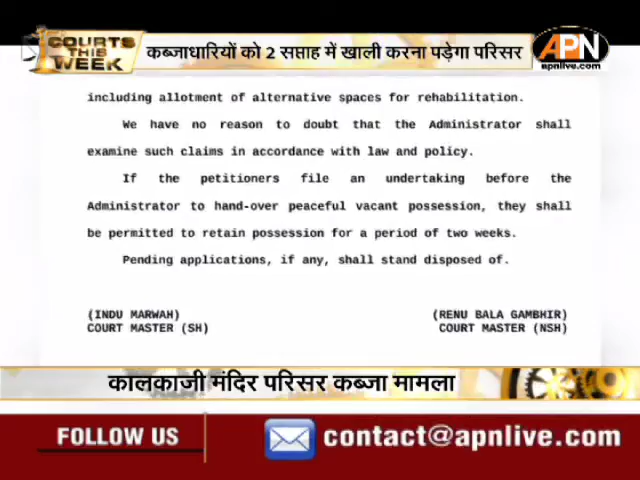 COURTS
THIS
WEEK
कब्जाधारियों को 2 सप्ताह में खाली करना पड़ेगा परिसर
APN
apnlive.com
including allotment of alternative spaces for rehabilitation.
We have no reason to doubt that the Administrator shall
examine such claims in accordance with law and policy.
If the petitioners file an undertaking before the
Administrator to hand-over peaceful vacant possession, they shall
be permitted to retain possession for a period of two weeks.
Pending applications, if any, shall stand disposed of.
(INDU MARWAH) (RENU BALA GAMBHIR)
COURT MASTER (SH) COURT MASTER (NSH)
कालकाजी मंदिर परिसर कब्जा मामला
FOLLOW US contact@apnlive.com